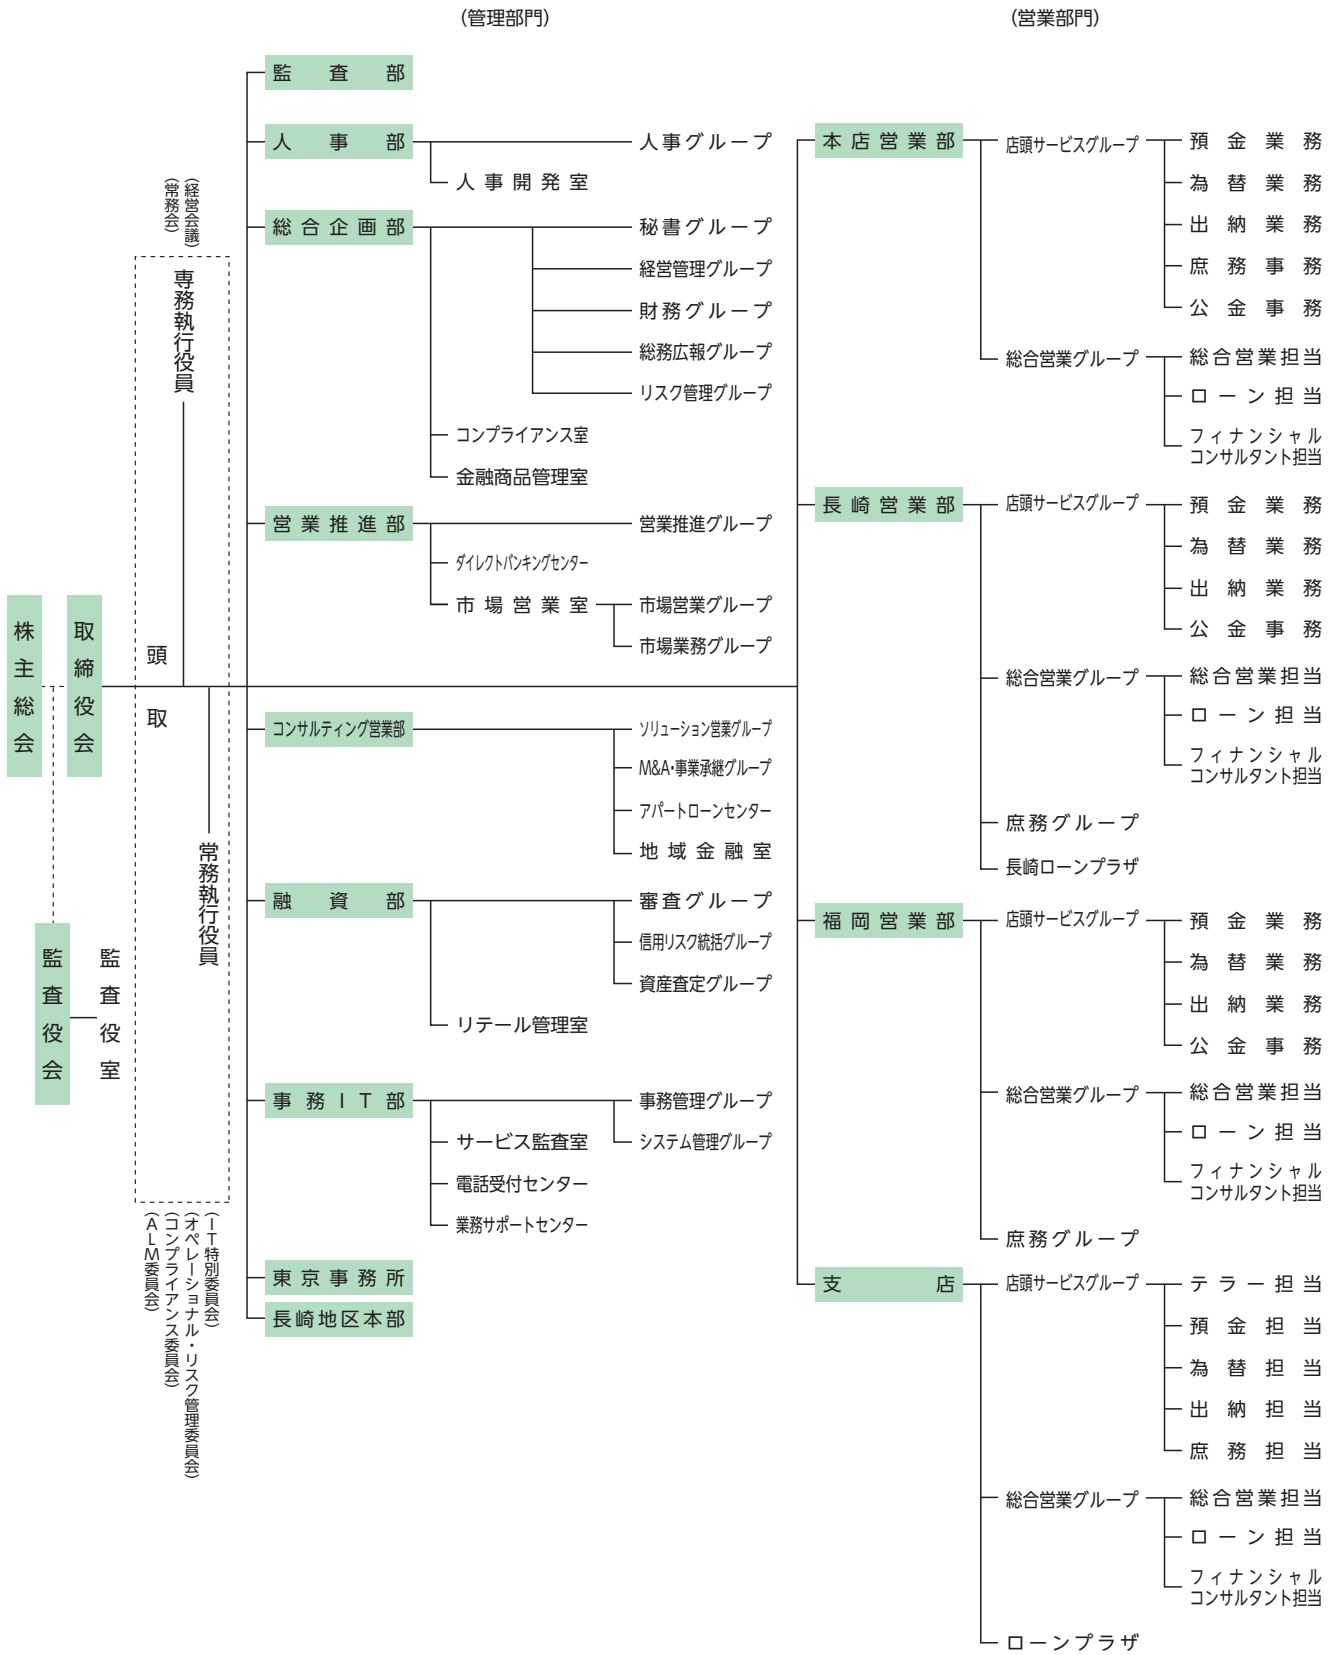 （管理部門）
（営業部門）
株主総会
取締役会
監査役会
監査役室
（経営会議）
（常務会）
専務執行役員
頭取
常務執行役員
（IT特別委員会）
（オペレーショナル・リスク管理委員会）
（コンプライアンス委員会）
（ALM委員会）
監査部
人事部
人事グループ
人事開発室
総合企画部
秘書グループ
経営管理グループ
財務グループ
総務広報グループ
リスク管理グループ
コンプライアンス室
金融商品管理室
営業推進部
営業推進グループ
ダイレクトバンキングセンター
市場営業室
市場営業グループ
市場業務グループ
コンサルティング営業部
ソリューション営業グループ
M&A・事業承継グループ
アパートローンセンター
地域金融室
融資部
審査グループ
信用リスク統括グループ
資産査定グループ
リテール管理室
事務IT部
事務管理グループ
システム管理グループ
サービス監査室
電話受付センター
業務サポートセンター
東京事務所
長崎地区本部
本店営業部
店頭サービスグループ
預金業務
為替業務
出納業務
庶務事務
公金事務
総合営業グループ
総合営業担当
ローン担当
フィナンシャル
コンサルタント担当
長崎営業部
店頭サービスグループ
預金業務
為替業務
出納業務
公金事務
総合営業グループ
総合営業担当
ローン担当
フィナンシャル
コンサルタント担当
庶務グループ
長崎ローンプラザ
福岡営業部
店頭サービスグループ
預金業務
為替業務
出納業務
公金事務
総合営業グループ
総合営業担当
ローン担当
フィナンシャル
コンサルタント担当
庶務グループ
支店
店頭サービスグループ
テラー担当
預金担当
為替担当
出納担当
庶務担当
総合営業グループ
総合営業担当
ローン担当
フィナンシャル
コンサルタント担当
ローンプラザ